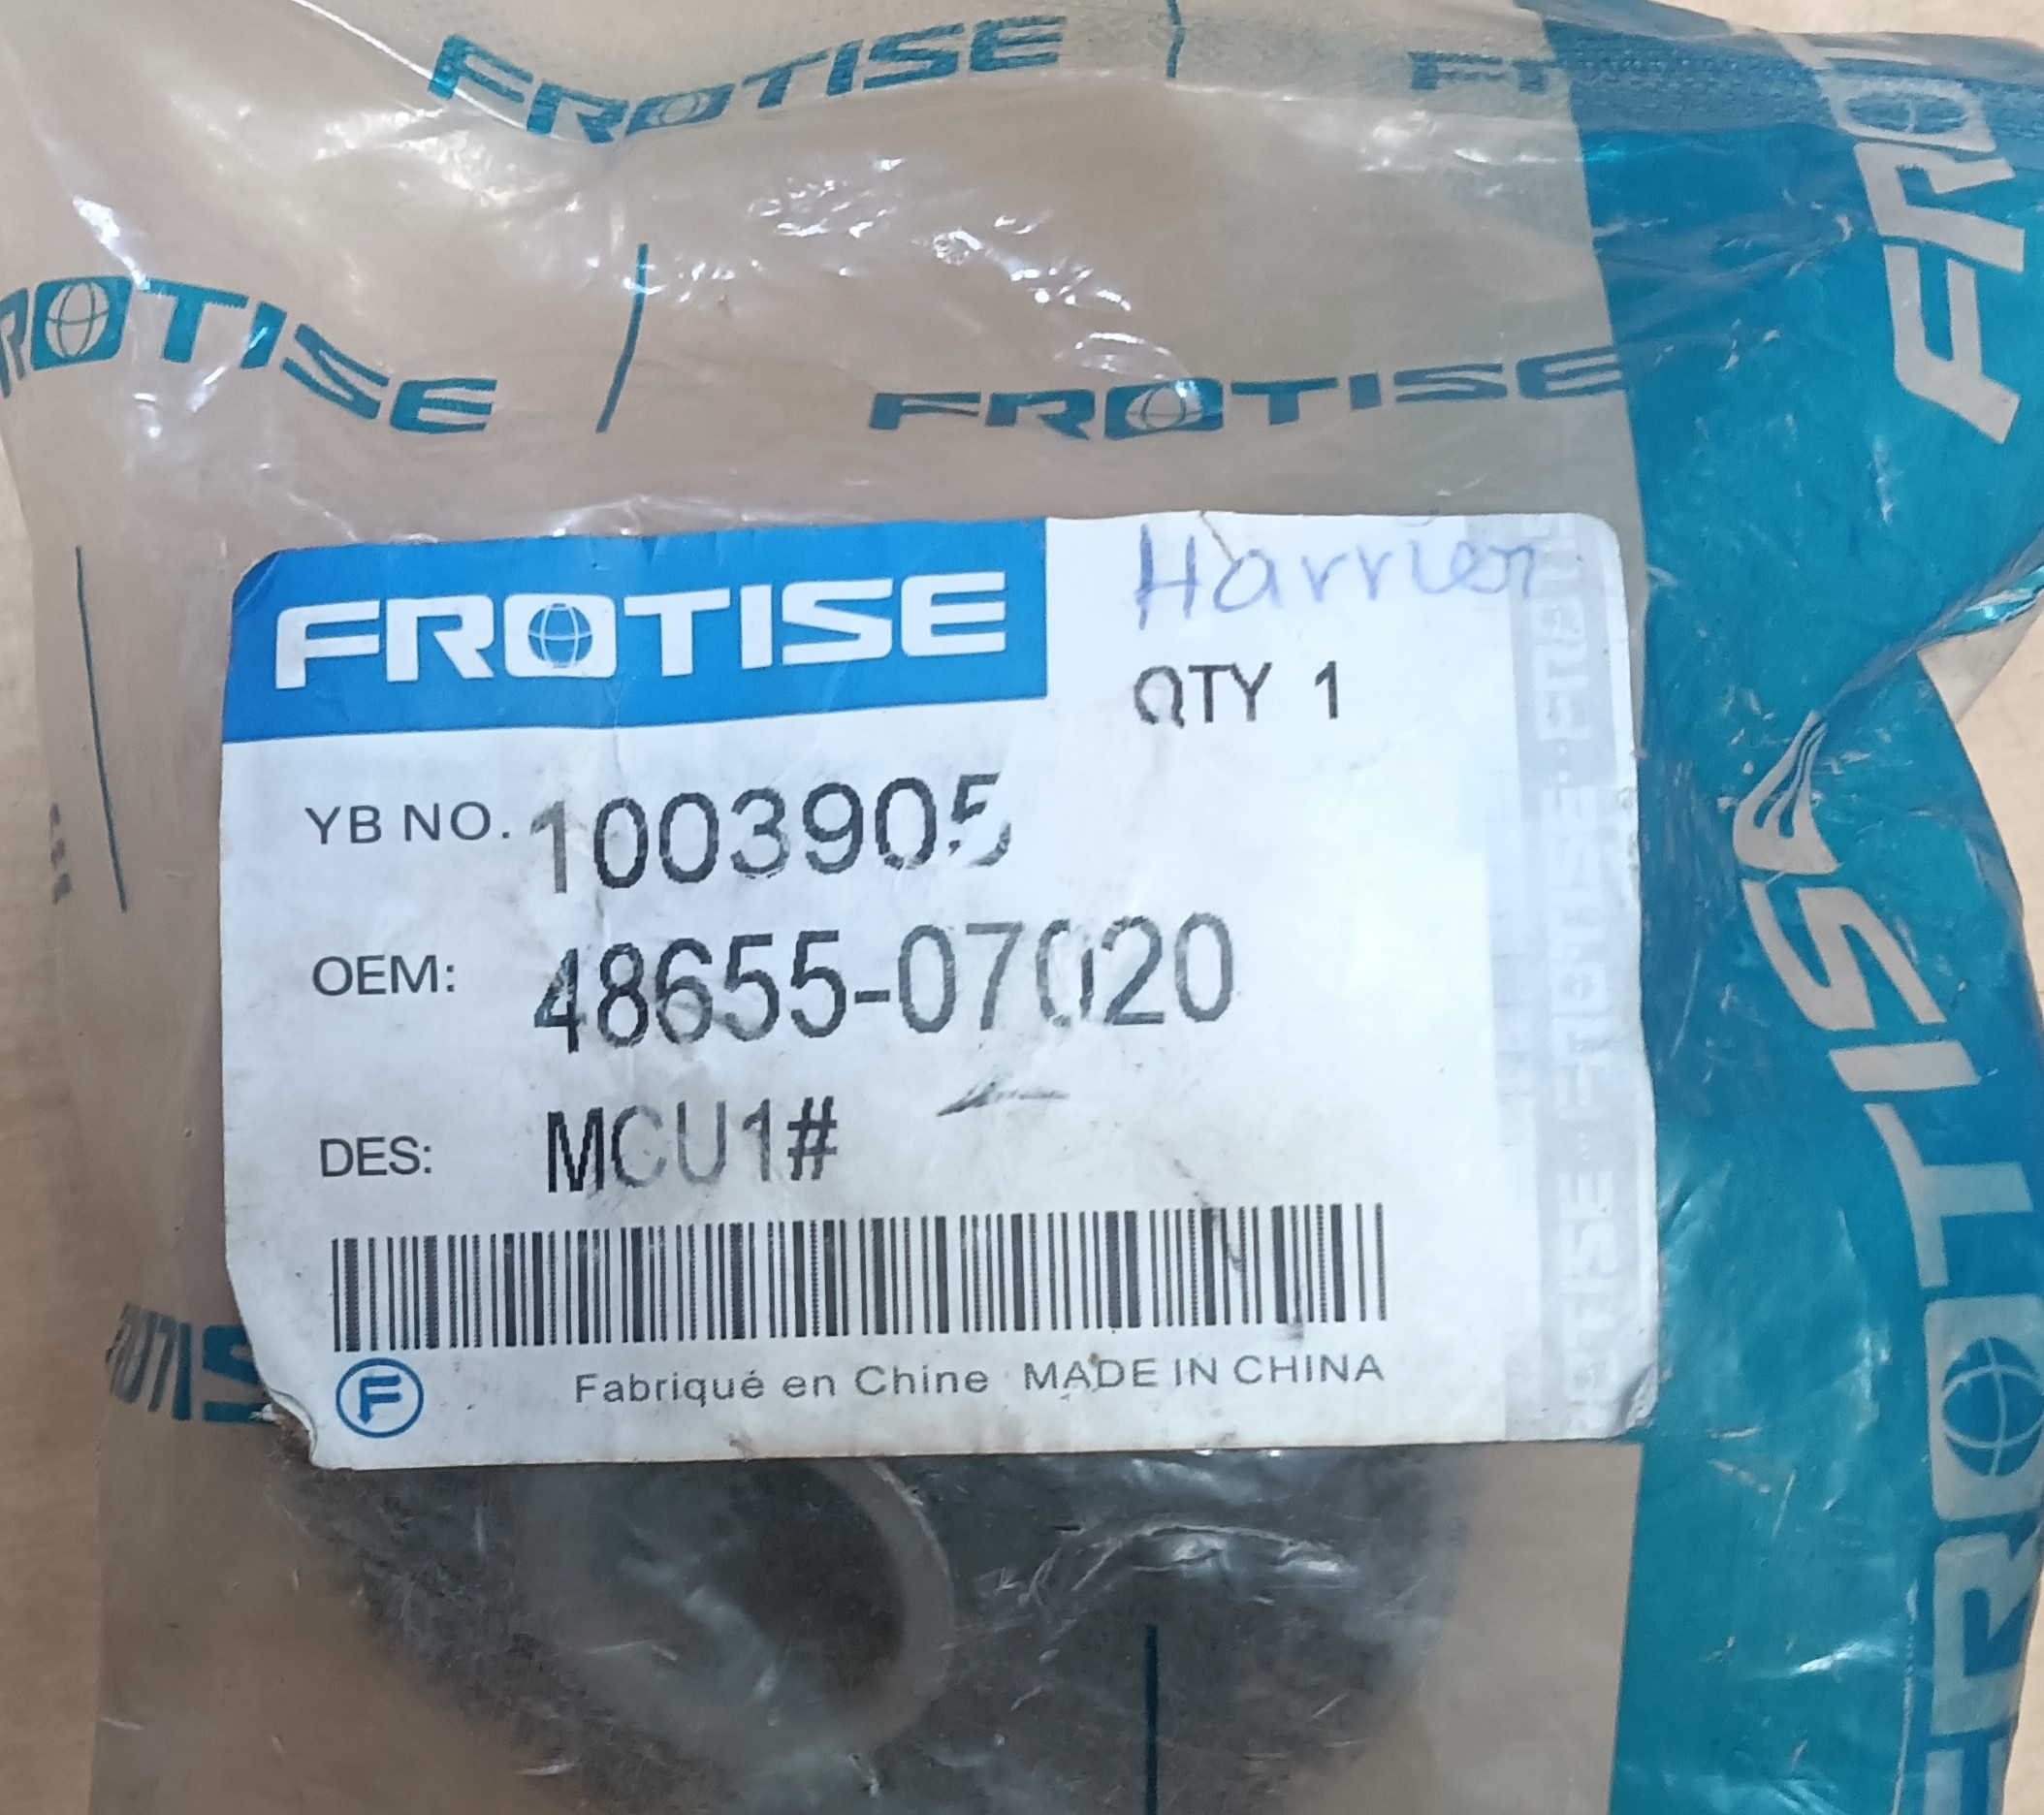 FROTISE
FROTISE
FROTISE
FROTISE
Harrier
QTY 1
YB NO. 1003905
OEM: 48655-07020
DES: MCU1#
F
Fabriqué en Chine MADE IN CHINA
FROTISE